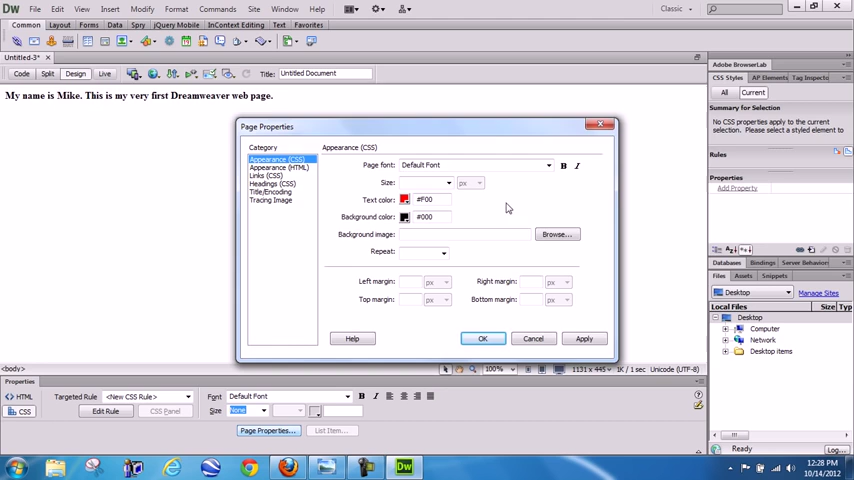 Dw File Edit View Insert Modify Format Commands Site Window Help Classic
Common Layout Forms Data Spry jQuery Mobile InContext Editing Text Favorites
Untitled-3* ×
Code Split Design Live Title: Untitled Document
My name is Mike. This is my very first Dreamweaver web page.
Page Properties
Category
Appearance (CSS)
Appearance (HTML)
Links (CSS)
Headings (CSS)
Title/Encoding
Tracing Image
Appearance (CSS)
Page font: Default Font B I
Size: px
Text color: #F00
Background color: #000
Background image: Browse...
Repeat:
Left margin: px Right margin: px
Top margin: px Bottom margin: px
Help OK Cancel Apply
Adobe BrowserLab
CSS Styles AP Elements Tag Inspecto
All Current
Summary for Selection
No CSS properties apply to the current
selection. Please select a styled element to
Rules
Properties
Add Property
Databases Bindings Server Behavior
Files Assets Snippets
Desktop Manage Sites
Local Files Size Typ
Desktop
Computer
Network
Desktop items
Log...
<body> 100% 1131 x 445 1K / 1 sec Unicode (UTF-8)
Properties
HTML Targeted Rule <New CSS Rule> Font Default Font B I
CSS Edit Rule CSS Panel Size None
Page Properties... List Item...
Dw
12:28 PM
10/14/2012